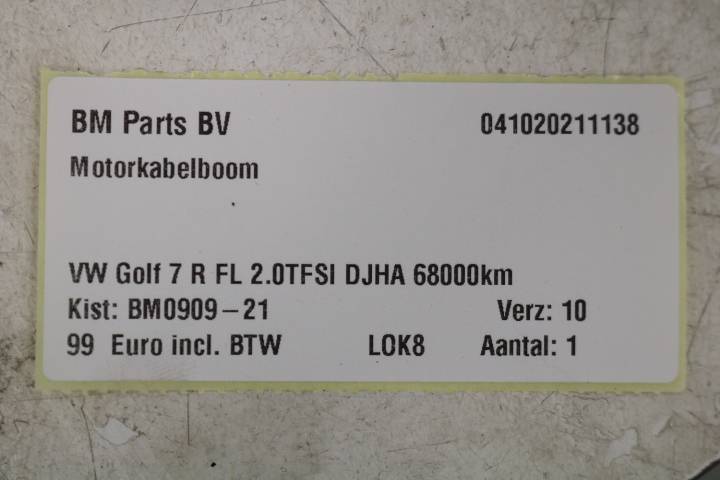 BM Parts BV 041020211138
Motorkabelboom
VW Golf 7 R FL 2.0TFSI DJHA 68000km
Kist: BM0909-21 Verz: 10
99 Euro incl. BTW LOK8 Aantal: 1